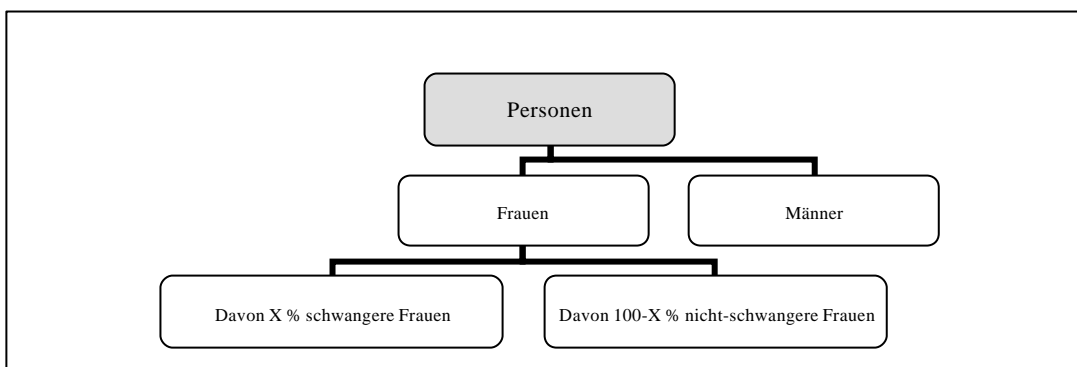 Personen
Frauen
Männer
Davon X % schwangere Frauen
Davon 100-X % nicht-schwangere Frauen